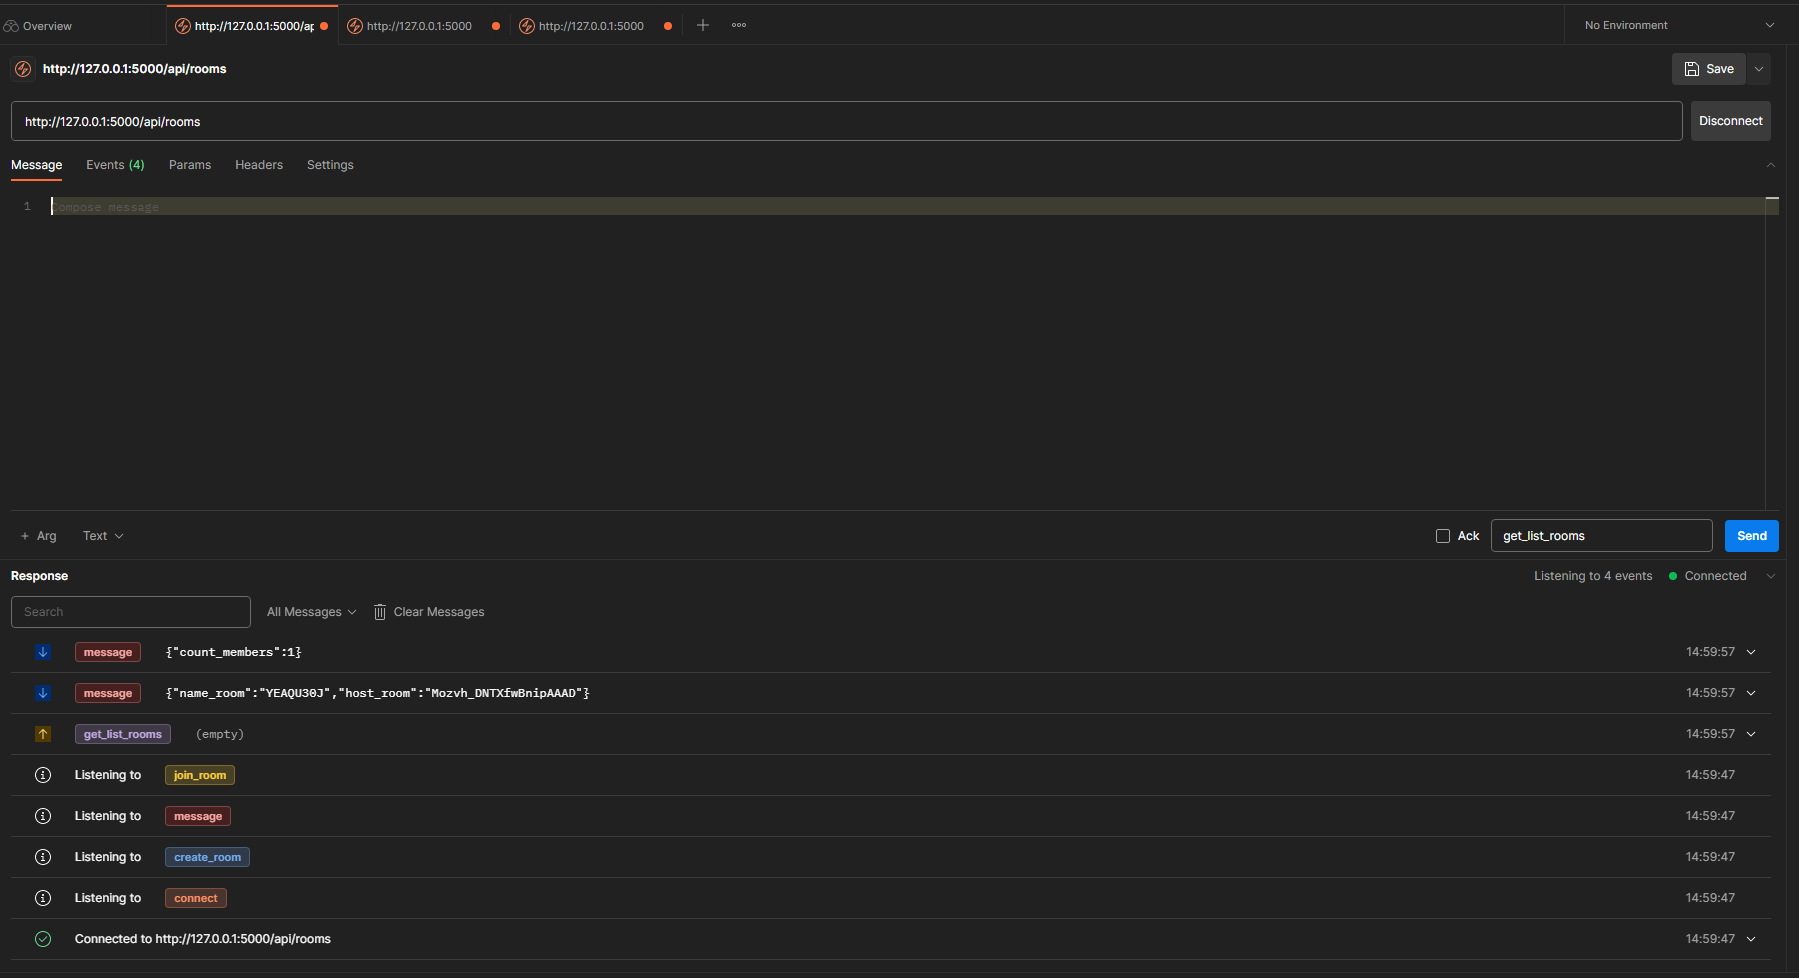 Overview
http://127.0.0.1:5000/ap
http://127.0.0.1:5000
http://127.0.0.1:5000
No Environment
http://127.0.0.1:5000/api/rooms
Save
http://127.0.0.1:5000/api/rooms
Disconnect
Message Events (4) Params Headers Settings
1 Compose message
+ Arg Text Ack get_list_rooms Send
Response Listening to 4 events Connected
Search All Messages Clear Messages
message {"count_members":1} 14:59:57
message {"name_room":"YEAQU30J","host_room":"Mozvh_DNTXfwBnipAAAD"} 14:59:57
get_list_rooms (empty) 14:59:57
Listening to join_room 14:59:47
Listening to message 14:59:47
Listening to create_room 14:59:47
Listening to connect 14:59:47
Connected to http://127.0.0.1:5000/api/rooms 14:59:47